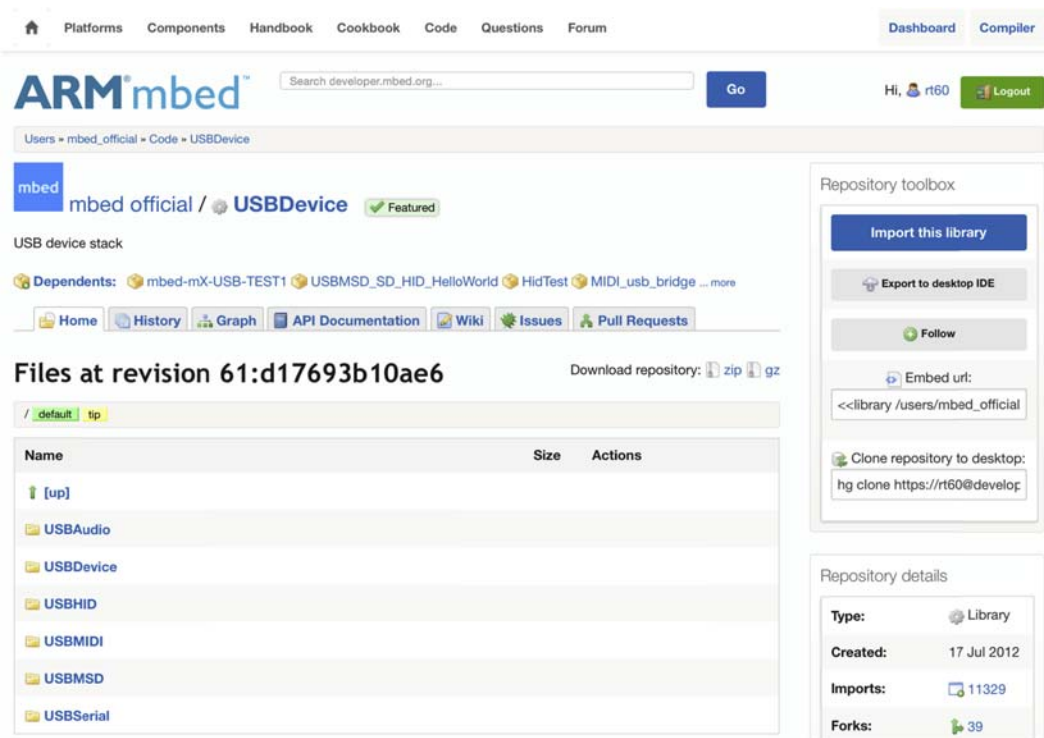 Platforms Components Handbook Cookbook Code Questions Forum Dashboard Compiler
ARM®mbed™ Search developer.mbed.org... Go Hi, rt60 Logout
Users » mbed_official » Code » USBDevice
mbed
mbed official / USBDevice Featured
USB device stack
Dependents: mbed-mX-USB-TEST1 USBMSD_SD_HID_HelloWorld HidTest MIDI_usb_bridge ... more
Home History Graph API Documentation Wiki Issues Pull Requests
Files at revision 61:d17693b10ae6 Download repository: zip gz
/ default tip
Name Size Actions
[up]
USBAudio
USBDevice
USBHID
USBMIDI
USBMSD
USBSerial
Repository toolbox
Import this library
Export to desktop IDE
Follow
Embed url:
<<library /users/mbed_official
Clone repository to desktop:
hg clone https://rt60@develop
Repository details
Type: Library
Created: 17 Jul 2012
Imports: 11329
Forks: 39